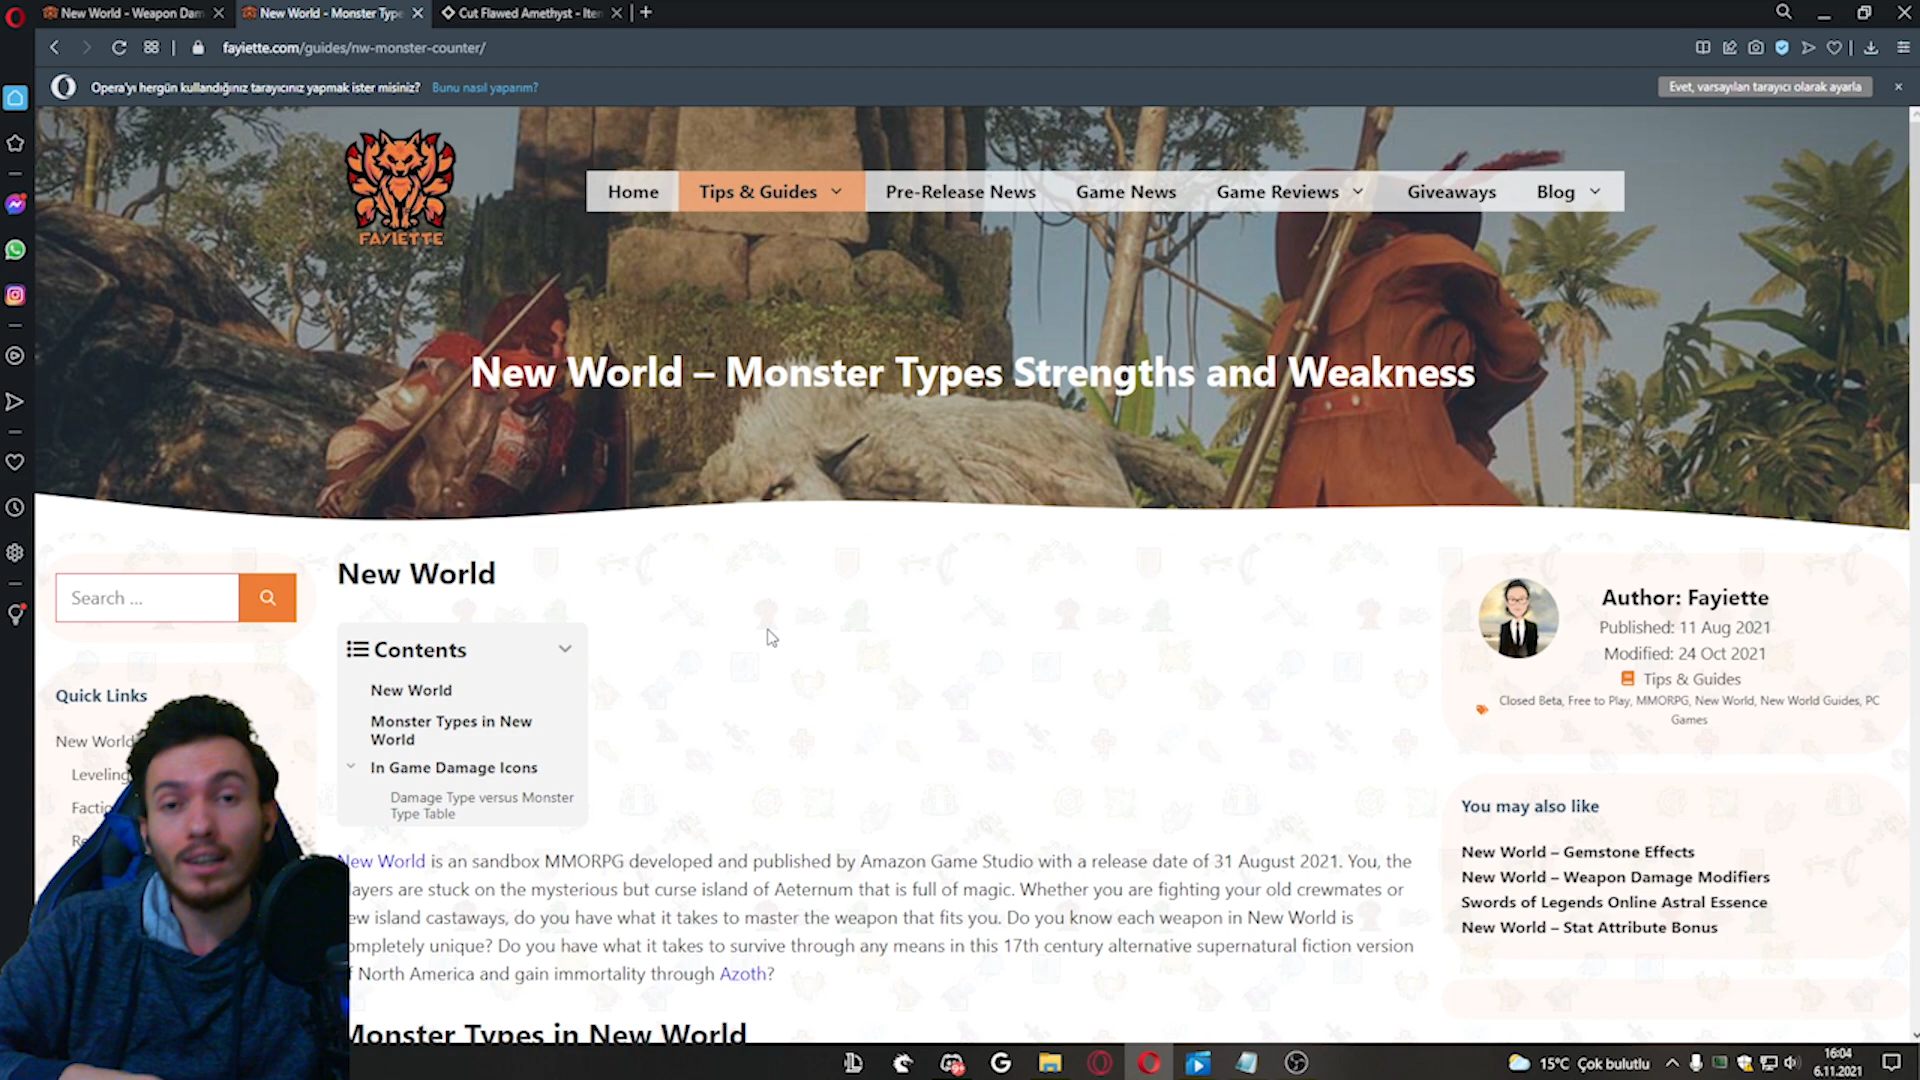 New World - Weapon Dam
New World - Monster Type
Cut Flawed Amethyst - Iter
fayiette.com/guides/nw-monster-counter/
Opera'yı hergün kullandığınız tarayıcınız yapmak ister misiniz? Bunu nasıl yaparım?
Evet, varsayılan tarayıcı olarak ayarla
FAYIETTE
Home
Tips & Guides
Pre-Release News
Game News
Game Reviews
Giveaways
Blog
New World – Monster Types Strengths and Weakness
Search ...
Quick Links
New World
Leveling
Factio
Re
New World
Contents
New World
Monster Types in New
World
In Game Damage Icons
Damage Type versus Monster
Type Table
New World is an sandbox MMORPG developed and published by Amazon Game Studio with a release date of 31 August 2021. You, the
layers are stuck on the mysterious but curse island of Aeternum that is full of magic. Whether you are fighting your old crewmates or
ew island castaways, do you have what it takes to master the weapon that fits you. Do you know each weapon in New World is
ompletely unique? Do you have what it takes to survive through any means in this 17th century alternative supernatural fiction version
f North America and gain immortality through Azoth?
Monster Types in New World
Author: Fayiette
Published: 11 Aug 2021
Modified: 24 Oct 2021
Tips & Guides
Closed Beta, Free to Play, MMORPG, New World, New World Guides, PC
Games
You may also like
New World – Gemstone Effects
New World – Weapon Damage Modifiers
Swords of Legends Online Astral Essence
New World – Stat Attribute Bonus
15°C Çok bulutlu
16:04
6.11.2021